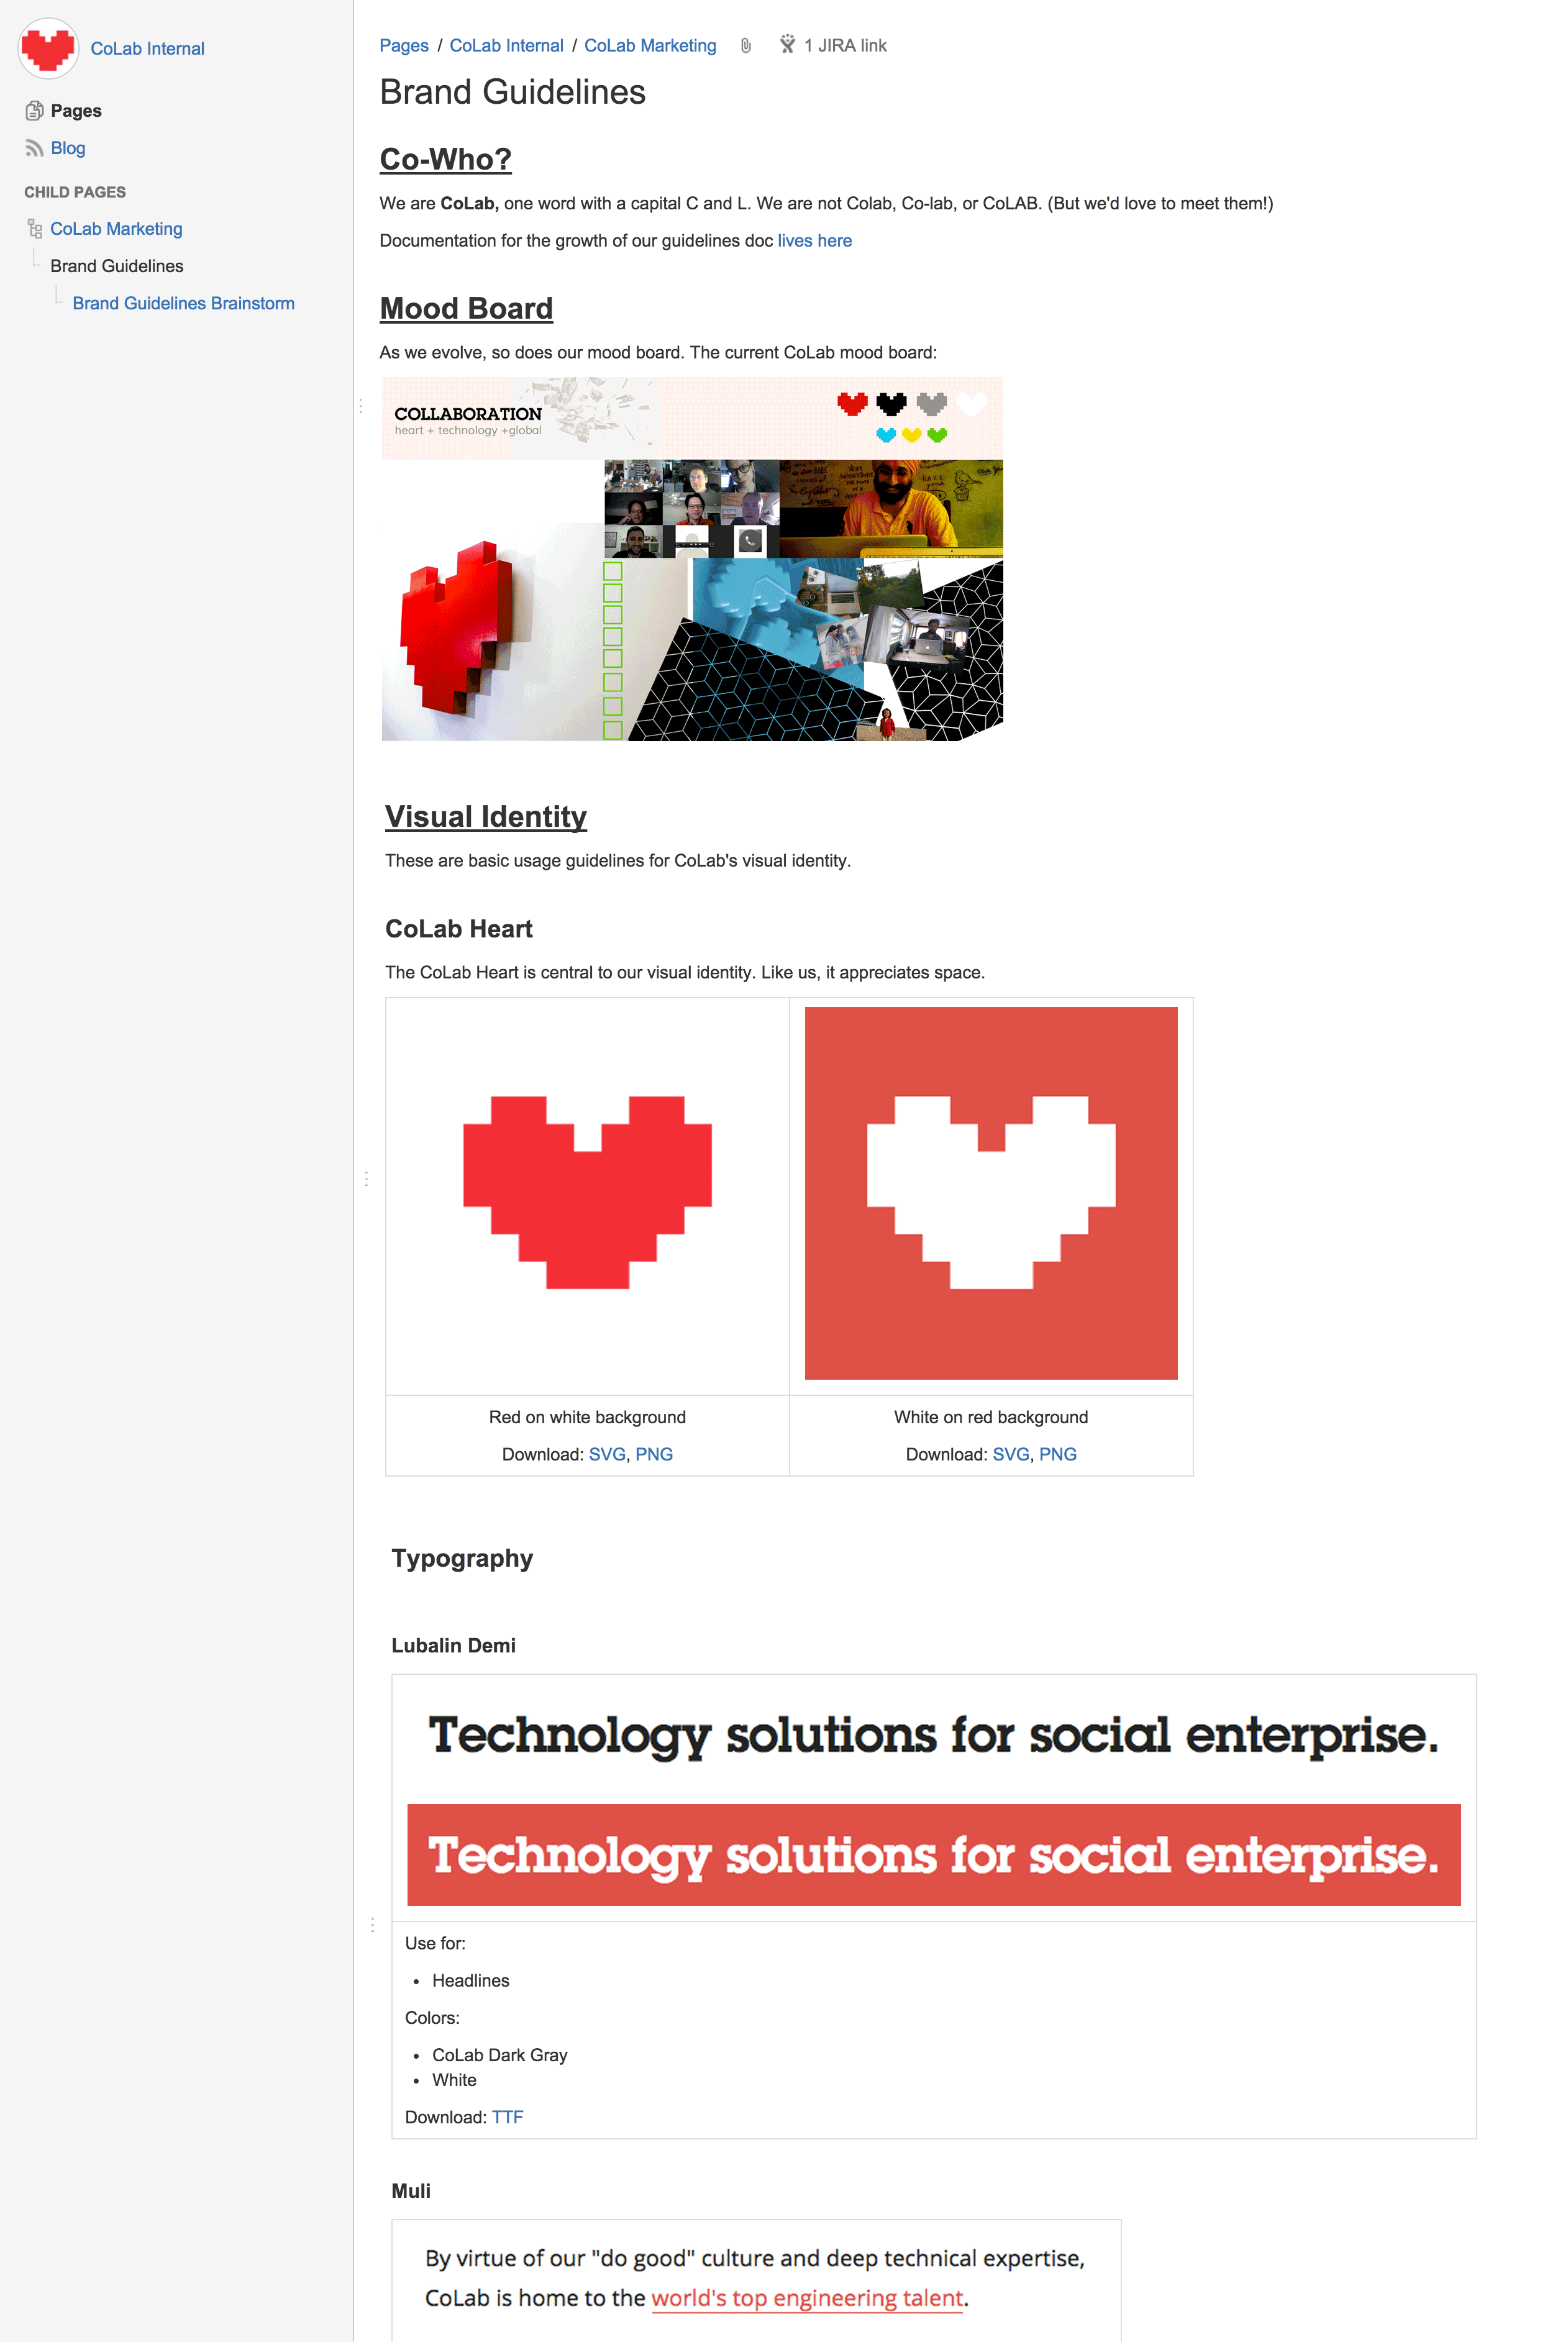 CoLab Internal
Pages
Blog
CHILD PAGES
CoLab Marketing
Brand Guidelines
Brand Guidelines Brainstorm
Pages / CoLab Internal / CoLab Marketing 1 JIRA link
Brand Guidelines
Co-Who?
We are CoLab, one word with a capital C and L. We are not Colab, Co-lab, or CoLAB. (But we'd love to meet them!)
Documentation for the growth of our guidelines doc lives here
Mood Board
As we evolve, so does our mood board. The current CoLab mood board:
COLLABORATION
heart + technology +global
Visual Identity
These are basic usage guidelines for CoLab's visual identity.
CoLab Heart
The CoLab Heart is central to our visual identity. Like us, it appreciates space.
Red on white background
Download: SVG, PNG
White on red background
Download: SVG, PNG
Typography
Lubalin Demi
Technology solutions for social enterprise.
Technology solutions for social enterprise.
Use for:
• Headlines
Colors:
• CoLab Dark Gray
• White
Download: TTF
Muli
By virtue of our "do good" culture and deep technical expertise,
CoLab is home to the world's top engineering talent.